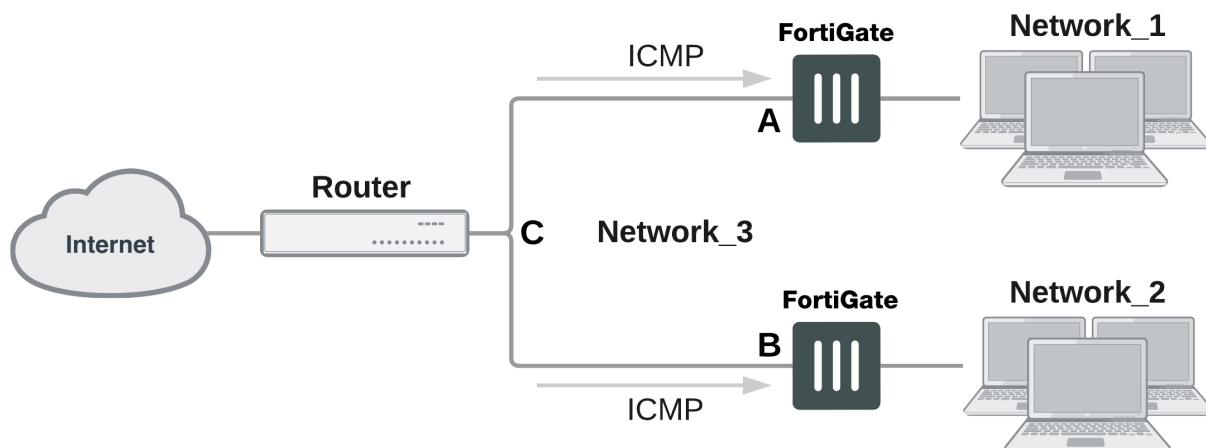 FortiGate
Network_1
ICMP
A
Router
Internet
C
Network_3
FortiGate
Network_2
B
ICMP